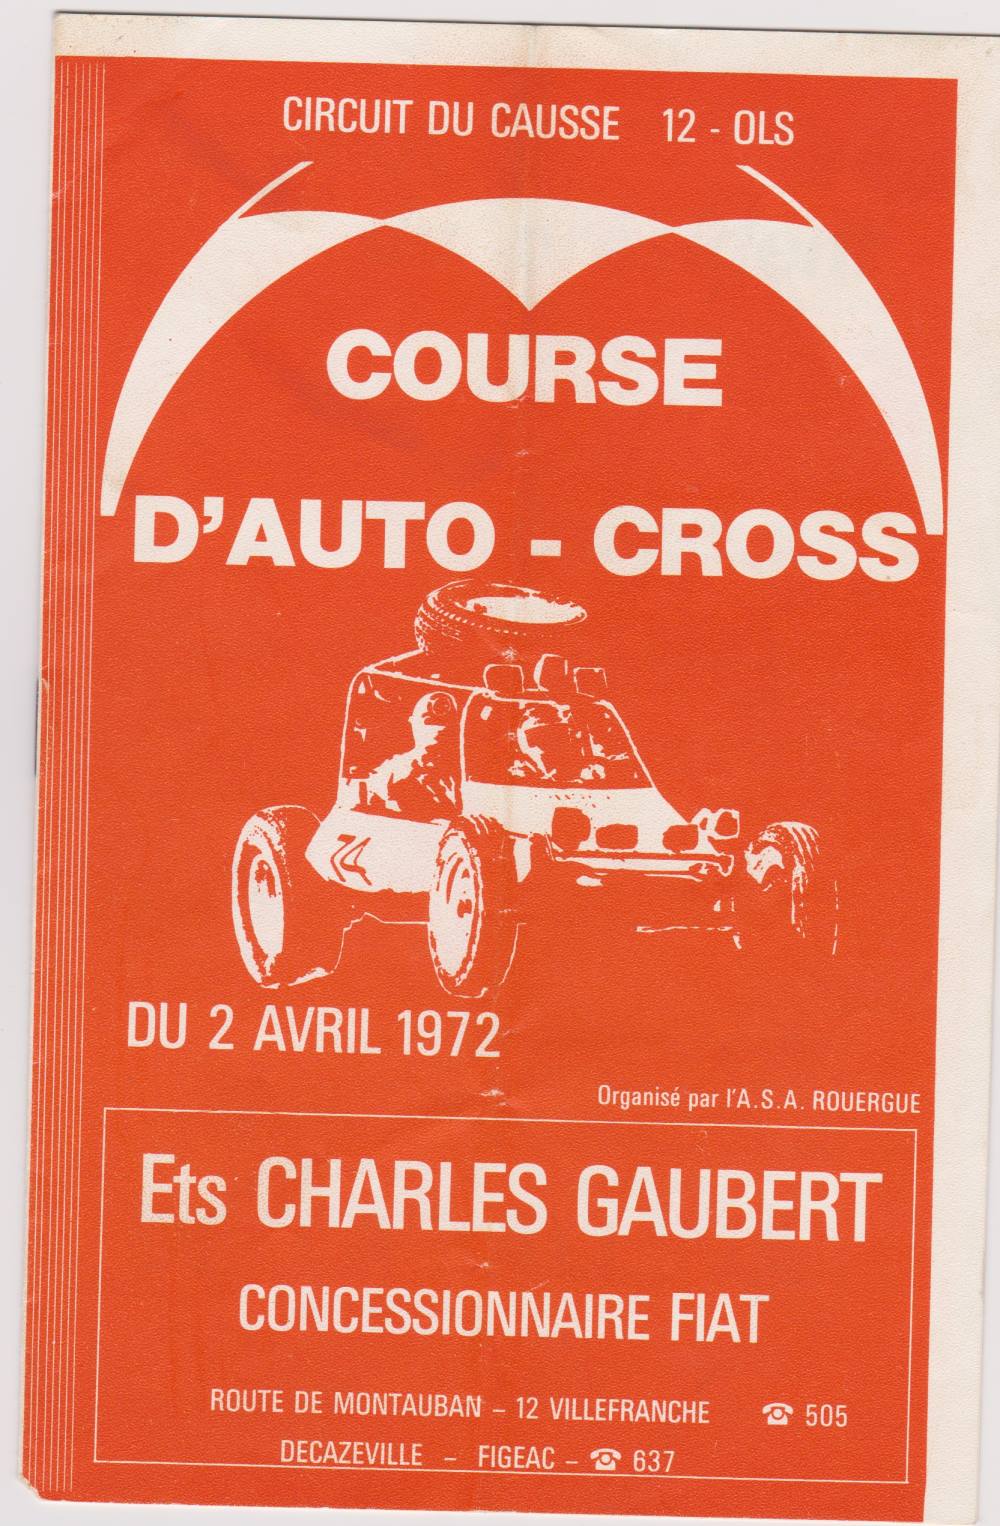 CIRCUIT DU CAUSSE 12 - OLS
COURSE
D'AUTO - CROSS
74
DU 2 AVRIL 1972
Organisé par l'A.S.A. ROUERGUE
Ets CHARLES GAUBERT
CONCESSIONNAIRE FIAT
ROUTE DE MONTAUBAN - 12 VILLEFRANCHE ☎ 505
DECAZEVILLE - FIGEAC - ☎ 637